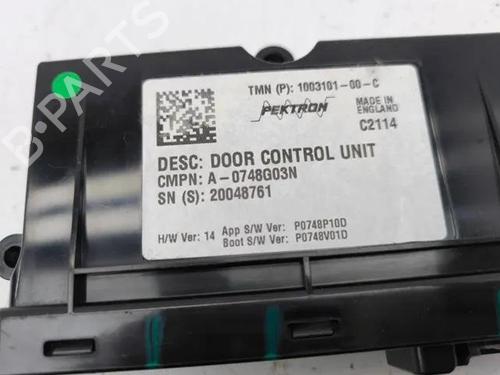 TMN (P): 1003101-00-C
PEKTRON
MADE IN
ENGLAND
C2114
DESC: DOOR CONTROL UNIT
CMPN: A-0748G03N
SN (S): 20048761
H/W Ver: 14 App S/W Ver: P0748P10D
Boot S/W Ver: P0748V01D
B-PARTS